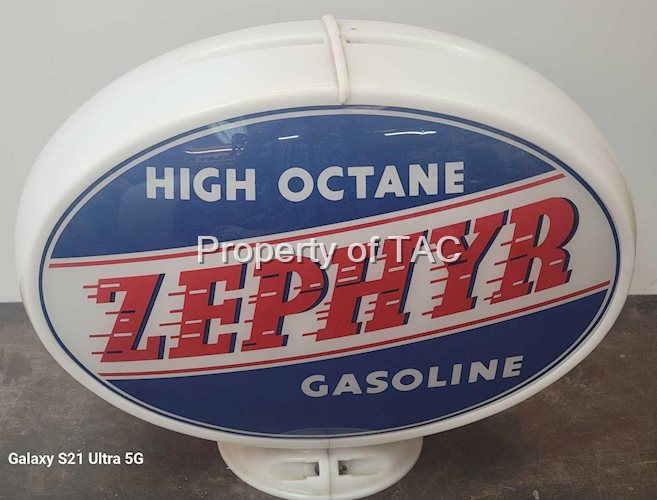 HIGH OCTANE
Property of TAC
ZEPHYR
GASOLINE
Galaxy S21 Ultra 5G